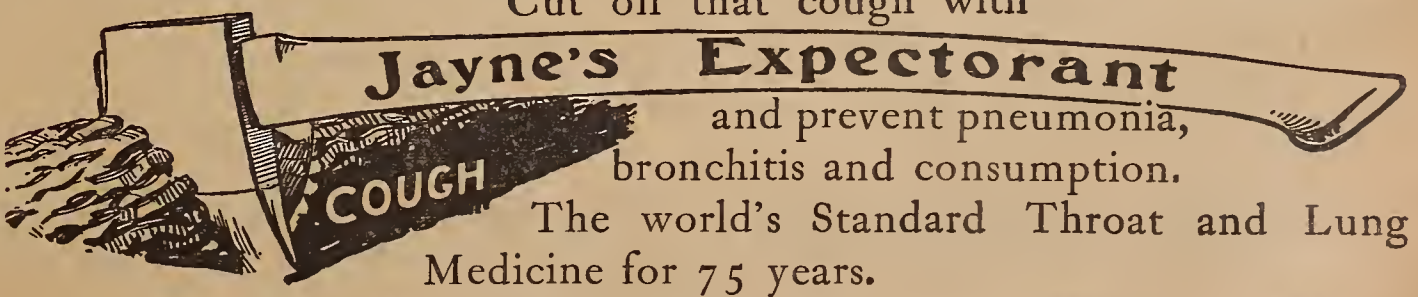 Cut off that cough with
Jayne's Expectorant
and prevent pneumonia,
bronchitis and consumption.
COUGH
The world's Standard Throat and Lung
Medicine for 75 years.